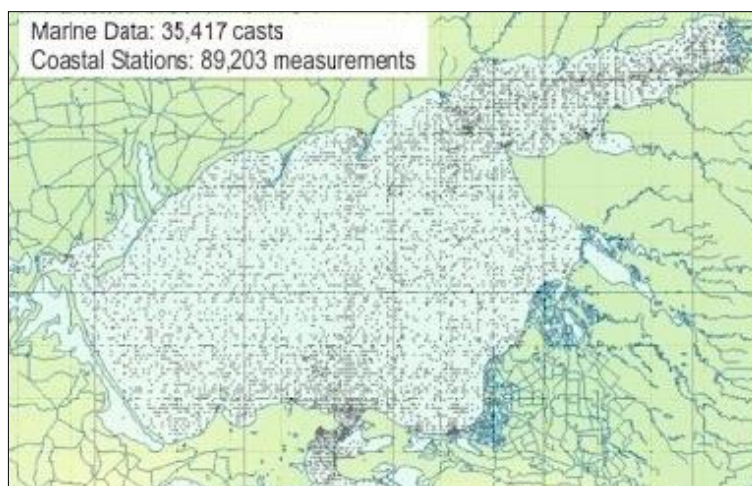 Marine Data: 35,417 casts
Coastal Stations: 89,203 measurements